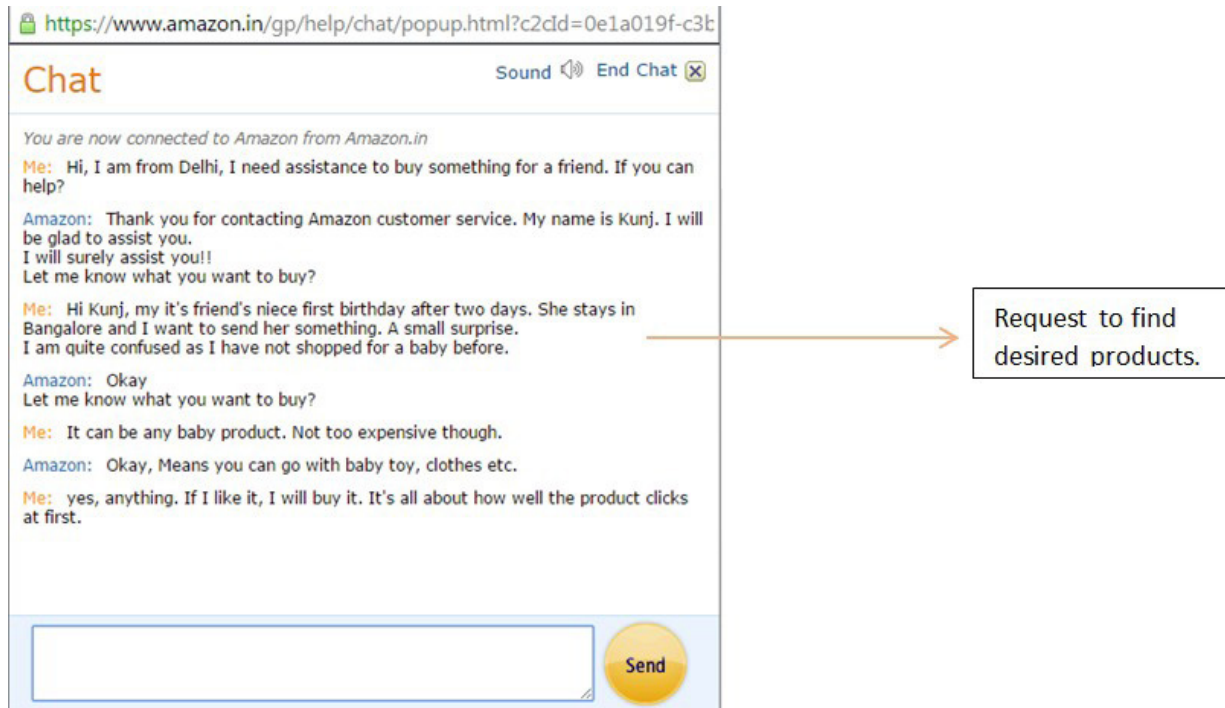 https://www.amazon.in/gp/help/chat/popup.html?c2cId=0e1a019f-c3b
Chat
Sound End Chat
You are now connected to Amazon from Amazon.in
Me: Hi, I am from Delhi, I need assistance to buy something for a friend. If you can
help?
Amazon: Thank you for contacting Amazon customer service. My name is Kunj. I will
be glad to assist you.
I will surely assist you!!
Let me know what you want to buy?
Me: Hi Kunj, my it's friend's niece first birthday after two days. She stays in
Bangalore and I want to send her something. A small surprise.
I am quite confused as I have not shopped for a baby before.
Amazon: Okay
Let me know what you want to buy?
Me: It can be any baby product. Not too expensive though.
Amazon: Okay, Means you can go with baby toy, clothes etc.
Me: yes, anything. If I like it, I will buy it. It's all about how well the product clicks
at first.
Send
Request to find
desired products.